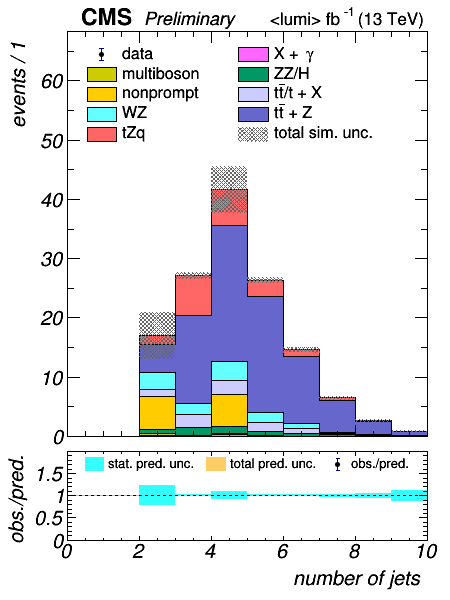 CMS Preliminary <lumi> fb⁻¹ (13 TeV)
events / 1
data
multiboson
nonprompt
WZ
tZq
X + γ
ZZ/H
tt̄/t + X
tt̄ + Z
total sim. unc.
60
50
40
30
20
10
0
obs./pred.
stat. pred. unc. total pred. unc. obs./pred.
1.5
1
0.5
0
0 2 4 6 8 10
number of jets